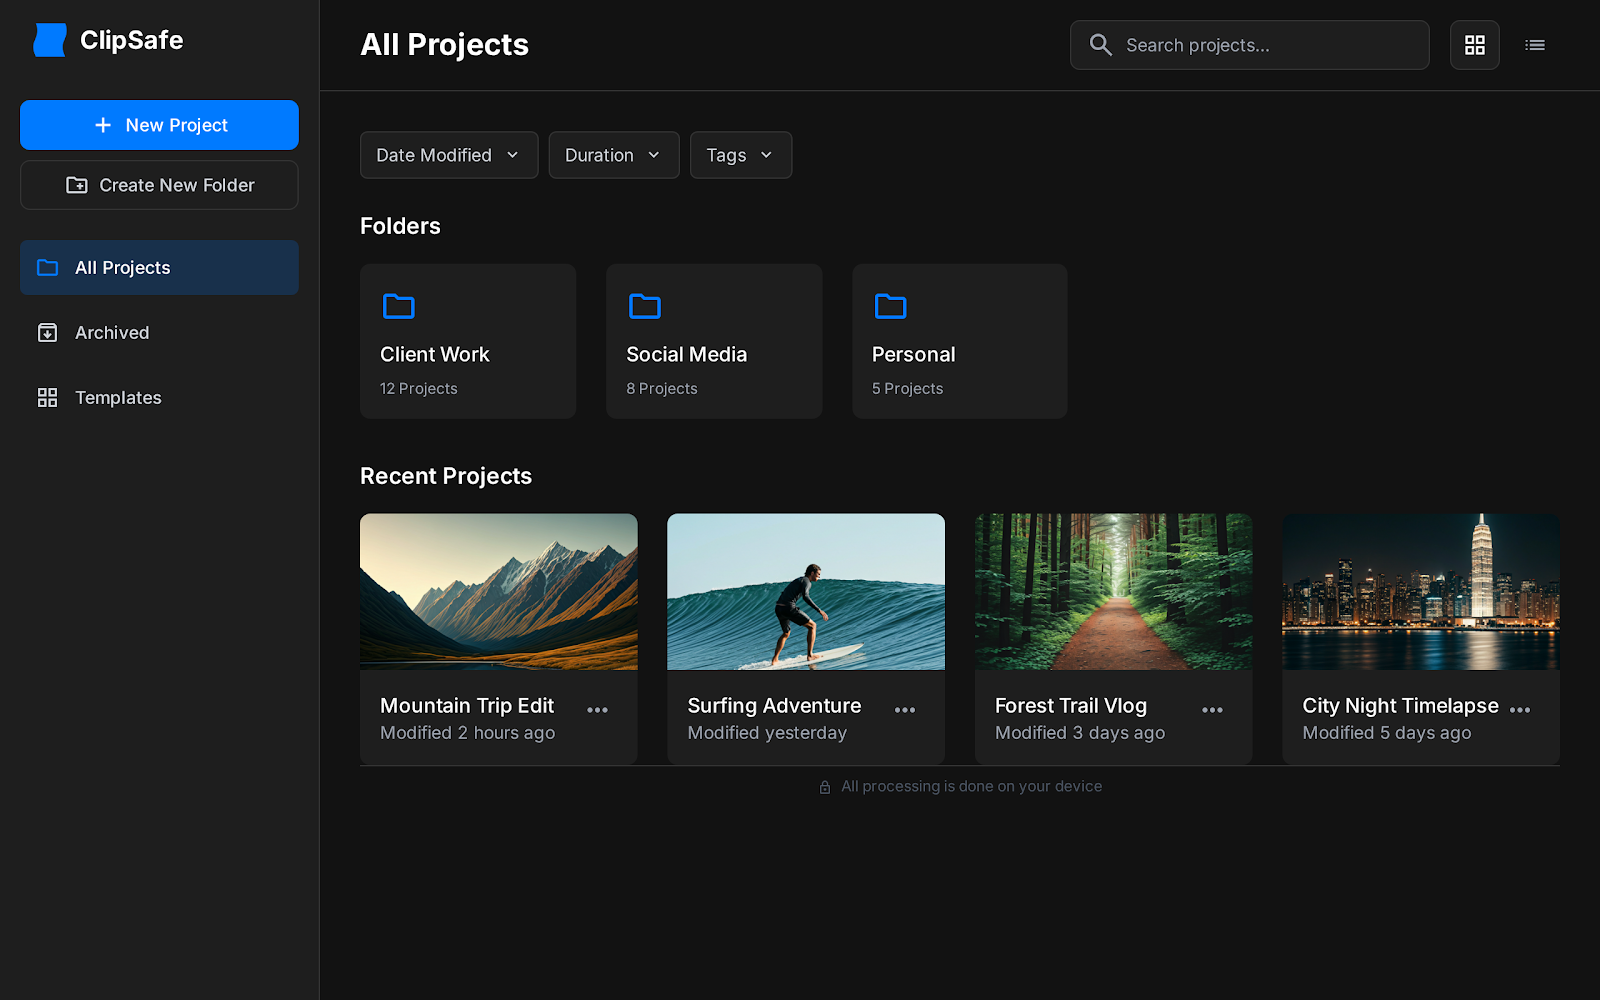 ClipSafe
New Project
Create New Folder
All Projects
Archived
Templates
All Projects
Search projects...
Date Modified
Duration
Tags
Folders
Client Work
12 Projects
Social Media
8 Projects
Personal
5 Projects
Recent Projects
Mountain Trip Edit
Modified 2 hours ago
Surfing Adventure
Modified yesterday
Forest Trail Vlog
Modified 3 days ago
City Night Timelapse
Modified 5 days ago
All processing is done on your device